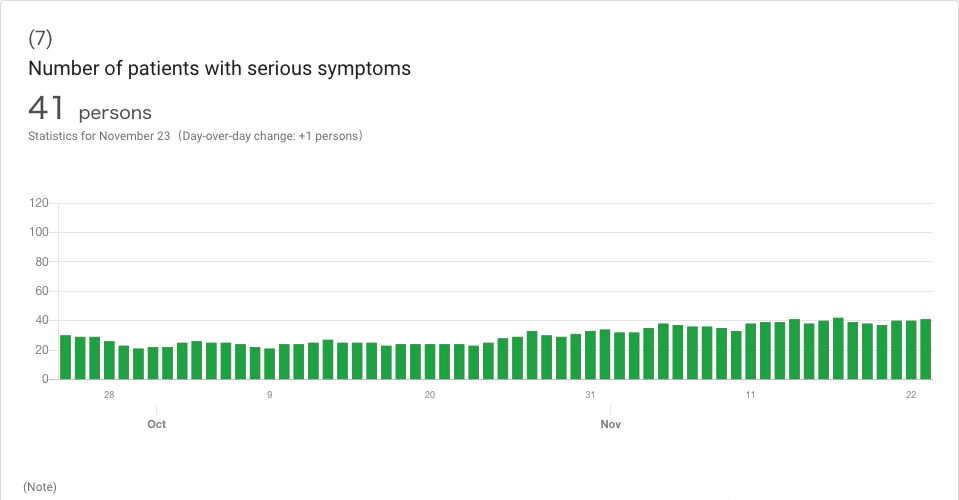 (7)
Number of patients with serious symptoms
41 persons
Statistics for November 23（Day-over-day change: +1 persons）
120
100
80
60
40
20
0
28 9 20 31 11 22
Oct Nov
(Note)